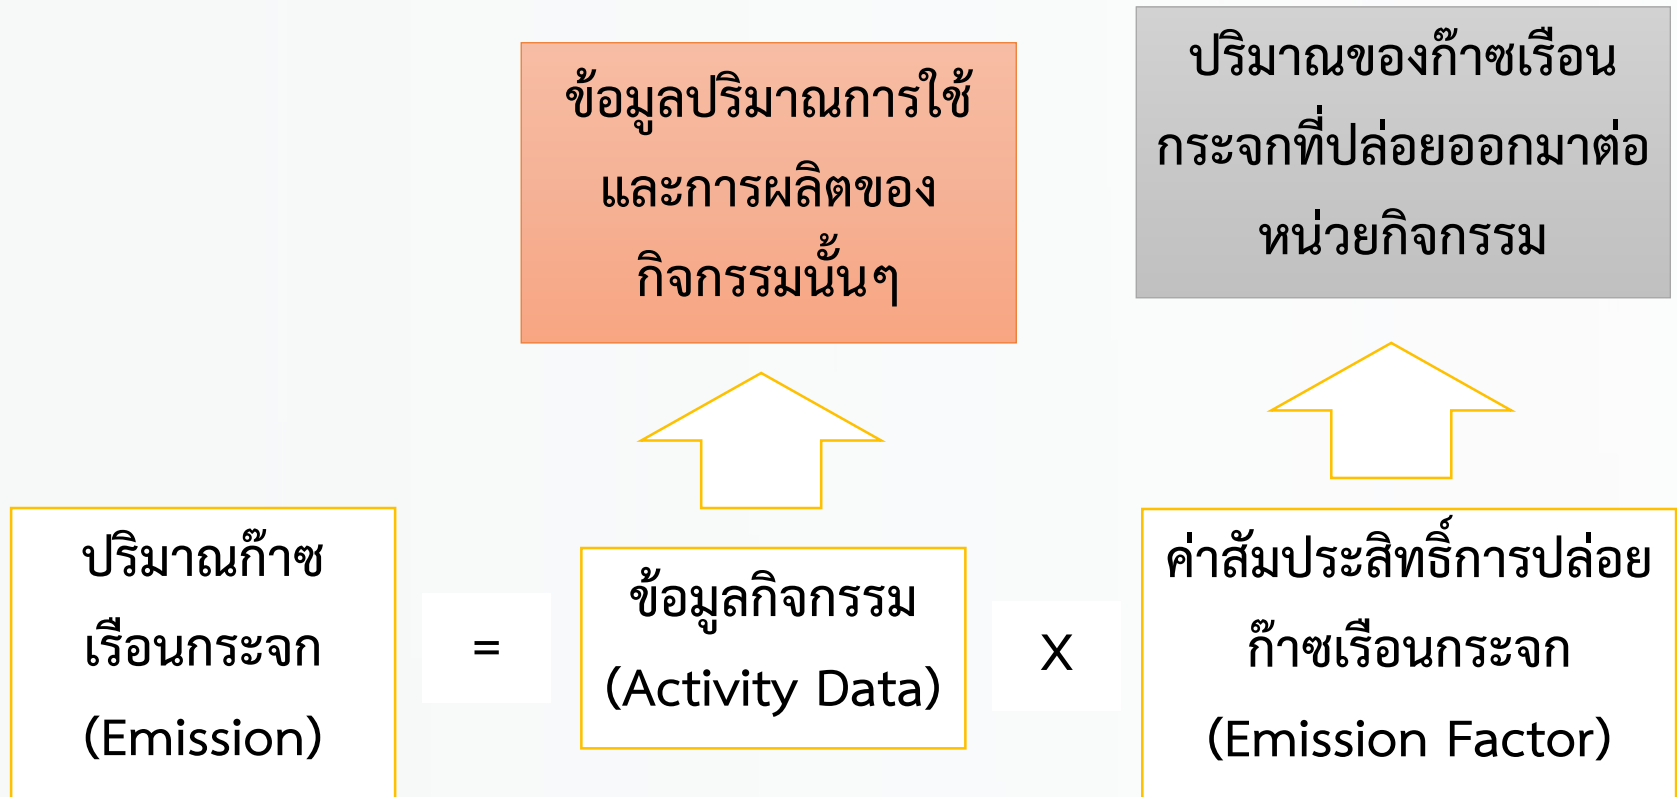 ข้อมูลปริมาณการใช้
และการผลิตของ
กิจกรรมนั้นๆ
ปริมาณของก๊าซเรือน
กระจกที่ปล่อยออกมาต่อ
หน่วยกิจกรรม
ปริมาณก๊าซ
เรือนกระจก
(Emission)
=
ข้อมูลกิจกรรม
(Activity Data)
X
ค่าสัมประสิทธิ์การปล่อย
ก๊าซเรือนกระจก
(Emission Factor)